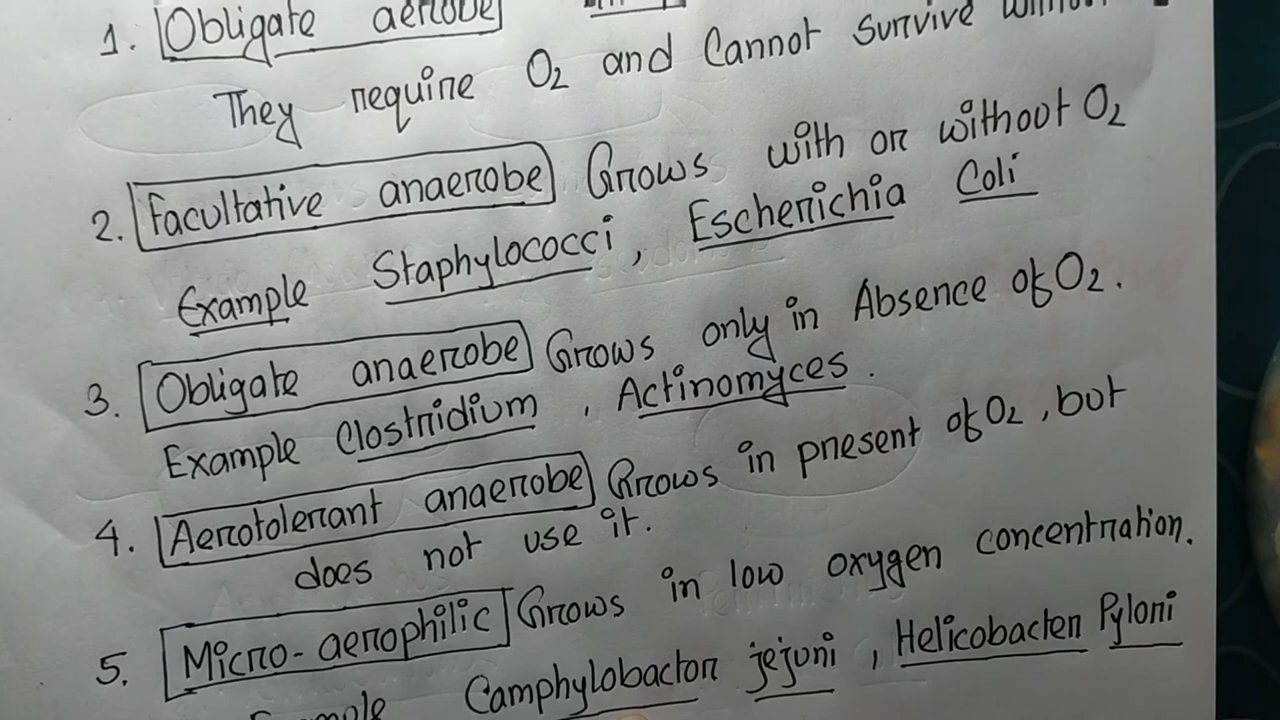 1. Obligate aerobe
They require O2 and Cannot Survive without
2. Facultative anaerobe Grows with or without O2
Example Staphylococci, Escherichia Coli
3. Obligate anaerobe Grows only in Absence of O2.
Example Clostridium, Actinomyces.
4. Aerotolerant anaerobe Grows in present of O2, but
does not use it.
5. Micro-aerophilic Grows in low oxygen concentration.
Example Camphylobactor jejuni, Helicobacter Pylori